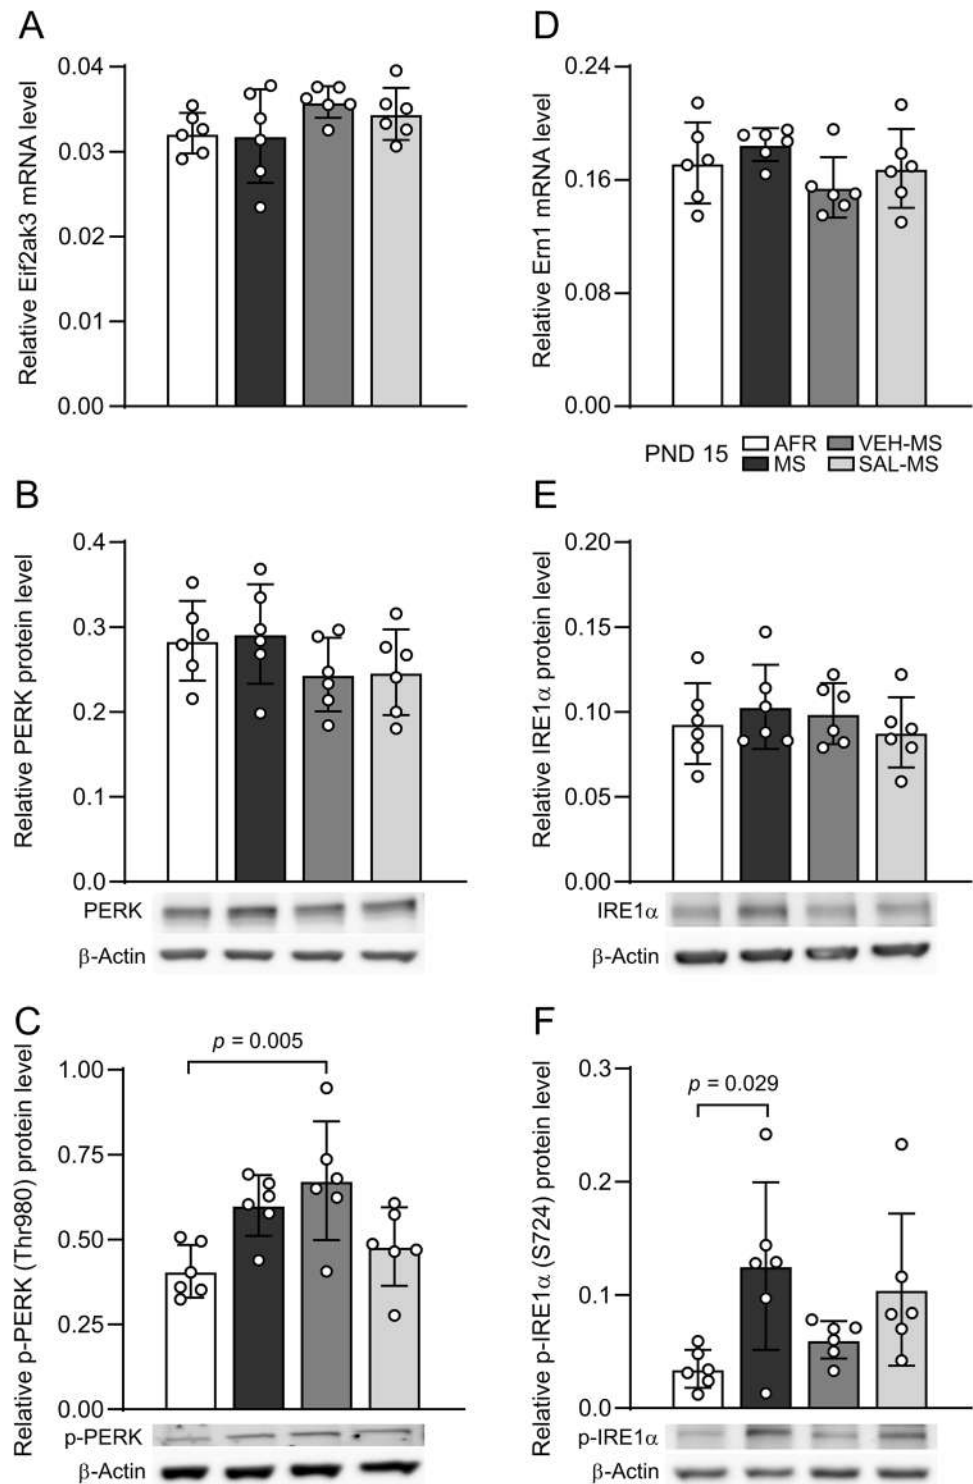 A
Relative Eif2ak3 mRNA level
0.04
0.03
0.02
0.01
0.00
D
Relative Ern1 mRNA level
0.24
0.16
0.08
0.00
PND 15
AFR
VEH-MS
MS
SAL-MS
B
Relative PERK protein level
0.4
0.3
0.2
0.1
0.0
PERK
β-Actin
E
Relative IRE1α protein level
0.20
0.15
0.10
0.05
0.00
IRE1α
β-Actin
C
Relative p-PERK (Thr980) protein level
p = 0.005
1.00
0.75
0.50
0.25
0.00
p-PERK
β-Actin
F
Relative p-IRE1α (S724) protein level
p = 0.029
0.3
0.2
0.1
0.0
p-IRE1α
β-Actin